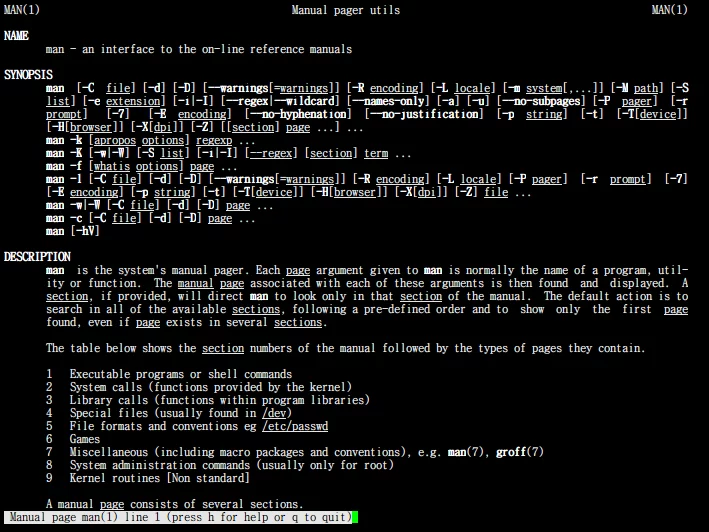 MAN(1) Manual pager utils MAN(1)
NAME
man - an interface to the on-line reference manuals
SYNOPSIS
man [-C file] [-d] [-D] [--warnings[=warnings]] [-R encoding] [-L locale] [-m system[,...]] [-M path] [-S
list] [-e extension] [-i|-I] [--regex|--wildcard] [--names-only] [-a] [-u] [--no-subpages] [-P pager] [-r
prompt] [-7] [-E encoding] [--no-hyphenation] [--no-justification] [-p string] [-t] [-T[device]]
[-H[browser]] [-X[dpi]] [-Z] [[section] page ...] ...
man -k [apropos options] regexp ...
man -K [-w|-W] [-S list] [-i|-I] [--regex] [section] term ...
man -f [whatis options] page ...
man -l [-C file] [-d] [-D] [--warnings[=warnings]] [-R encoding] [-L locale] [-P pager] [-r prompt] [-7]
[-E encoding] [-p string] [-t] [-T[device]] [-H[browser]] [-X[dpi]] [-Z] file ...
man -w|-W [-C file] [-d] [-D] page ...
man -c [-C file] [-d] [-D] page ...
man [-hV]
DESCRIPTION
man is the system's manual pager. Each page argument given to man is normally the name of a program, util-
ity or function. The manual page associated with each of these arguments is then found and displayed. A
section, if provided, will direct man to look only in that section of the manual. The default action is to
search in all of the available sections, following a pre-defined order and to show only the first page
found, even if page exists in several sections.
The table below shows the section numbers of the manual followed by the types of pages they contain.
1 Executable programs or shell commands
2 System calls (functions provided by the kernel)
3 Library calls (functions within program libraries)
4 Special files (usually found in /dev)
5 File formats and conventions eg /etc/passwd
6 Games
7 Miscellaneous (including macro packages and conventions), e.g. man(7), groff(7)
8 System administration commands (usually only for root)
9 Kernel routines [Non standard]
A manual page consists of several sections.
Manual page man(1) line 1 (press h for help or q to quit)